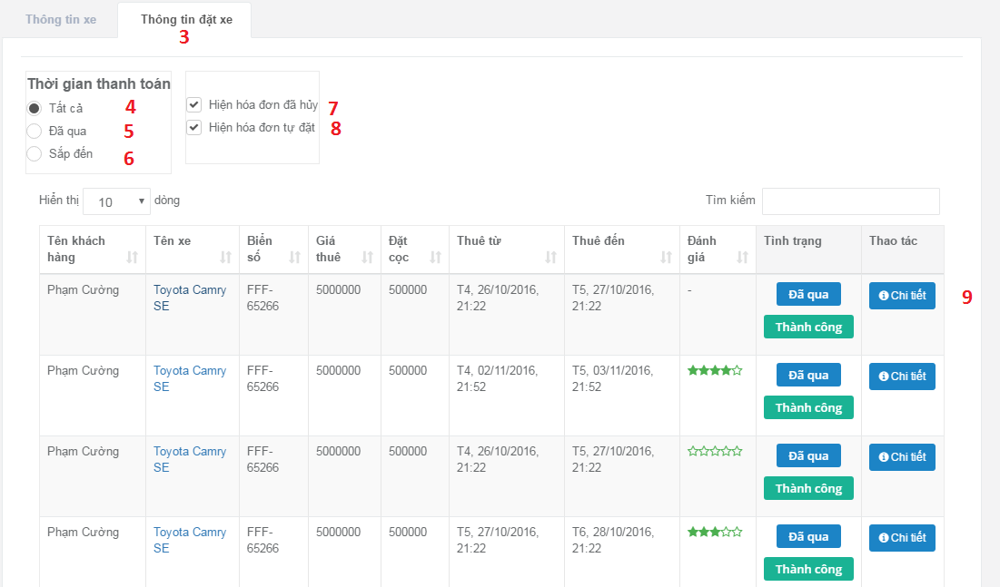 Thông tin xe
Thông tin đặt xe
3
Thời gian thanh toán
Tất cả 4
Đã qua 5
Sắp đến 6
Hiện hóa đơn đã hủy 7
Hiện hóa đơn tự đặt 8
Hiển thị 10 dòng
Tìm kiếm
Tên khách hàng Tên xe Biển số Giá thuê Đặt cọc Thuê từ Thuê đến Đánh giá Tình trạng Thao tác
Phạm Cường Toyota Camry SE FFF-65266 5000000 500000 T4, 26/10/2016, 21:22 T5, 27/10/2016, 21:22 - Đã qua Thành công Chi tiết 9
Phạm Cường Toyota Camry SE FFF-65266 5000000 500000 T4, 02/11/2016, 21:52 T5, 03/11/2016, 21:52 Đã qua Thành công Chi tiết
Phạm Cường Toyota Camry SE FFF-65266 5000000 500000 T4, 26/10/2016, 21:22 T5, 27/10/2016, 21:22 Đã qua Thành công Chi tiết
Phạm Cường Toyota Camry SE FFF-65266 5000000 500000 T5, 27/10/2016, 21:22 T6, 28/10/2016, 21:22 Đã qua Thành công Chi tiết